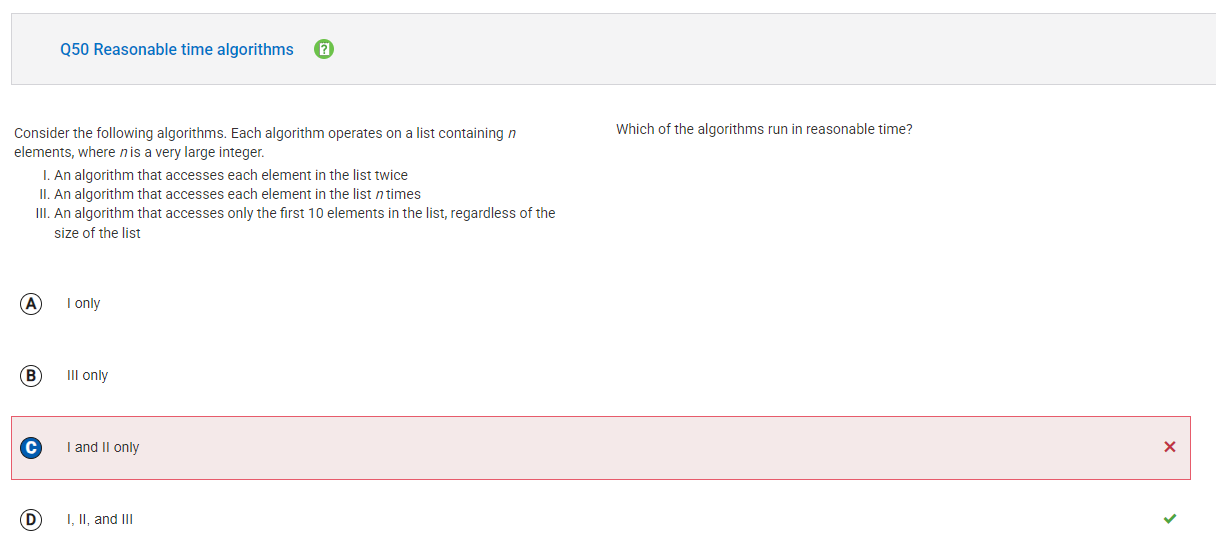 Q50 Reasonable time algorithms
Consider the following algorithms. Each algorithm operates on a list containing n
elements, where n is a very large integer.
I. An algorithm that accesses each element in the list twice
II. An algorithm that accesses each element in the list n times
III. An algorithm that accesses only the first 10 elements in the list, regardless of the
size of the list
Which of the algorithms run in reasonable time?
A I only
B III only
C I and II only
D I, II, and III